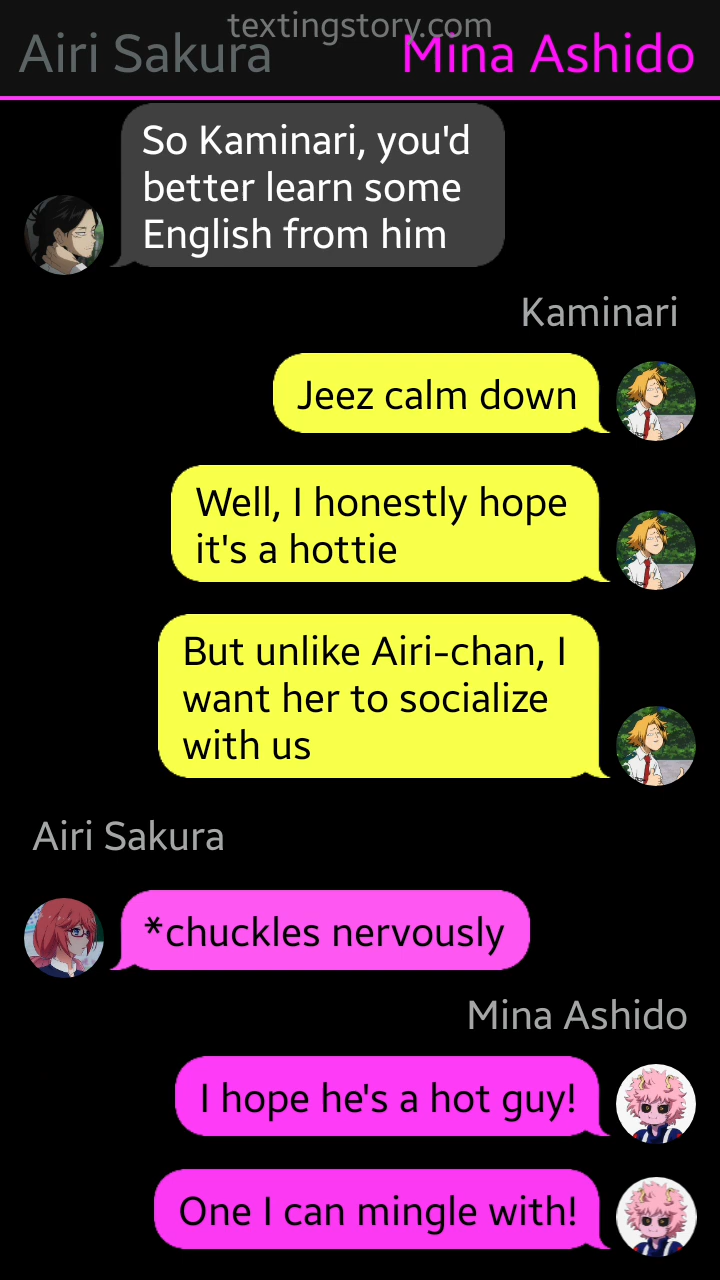 textingstory.com
Airi Sakura
Mina Ashido
So Kaminari, you'd
better learn some
English from him
Kaminari
Jeez calm down
Well, I honestly hope
it's a hottie
But unlike Airi-chan, I
want her to socialize
with us
Airi Sakura
*chuckles nervously
Mina Ashido
I hope he's a hot guy!
One I can mingle with!